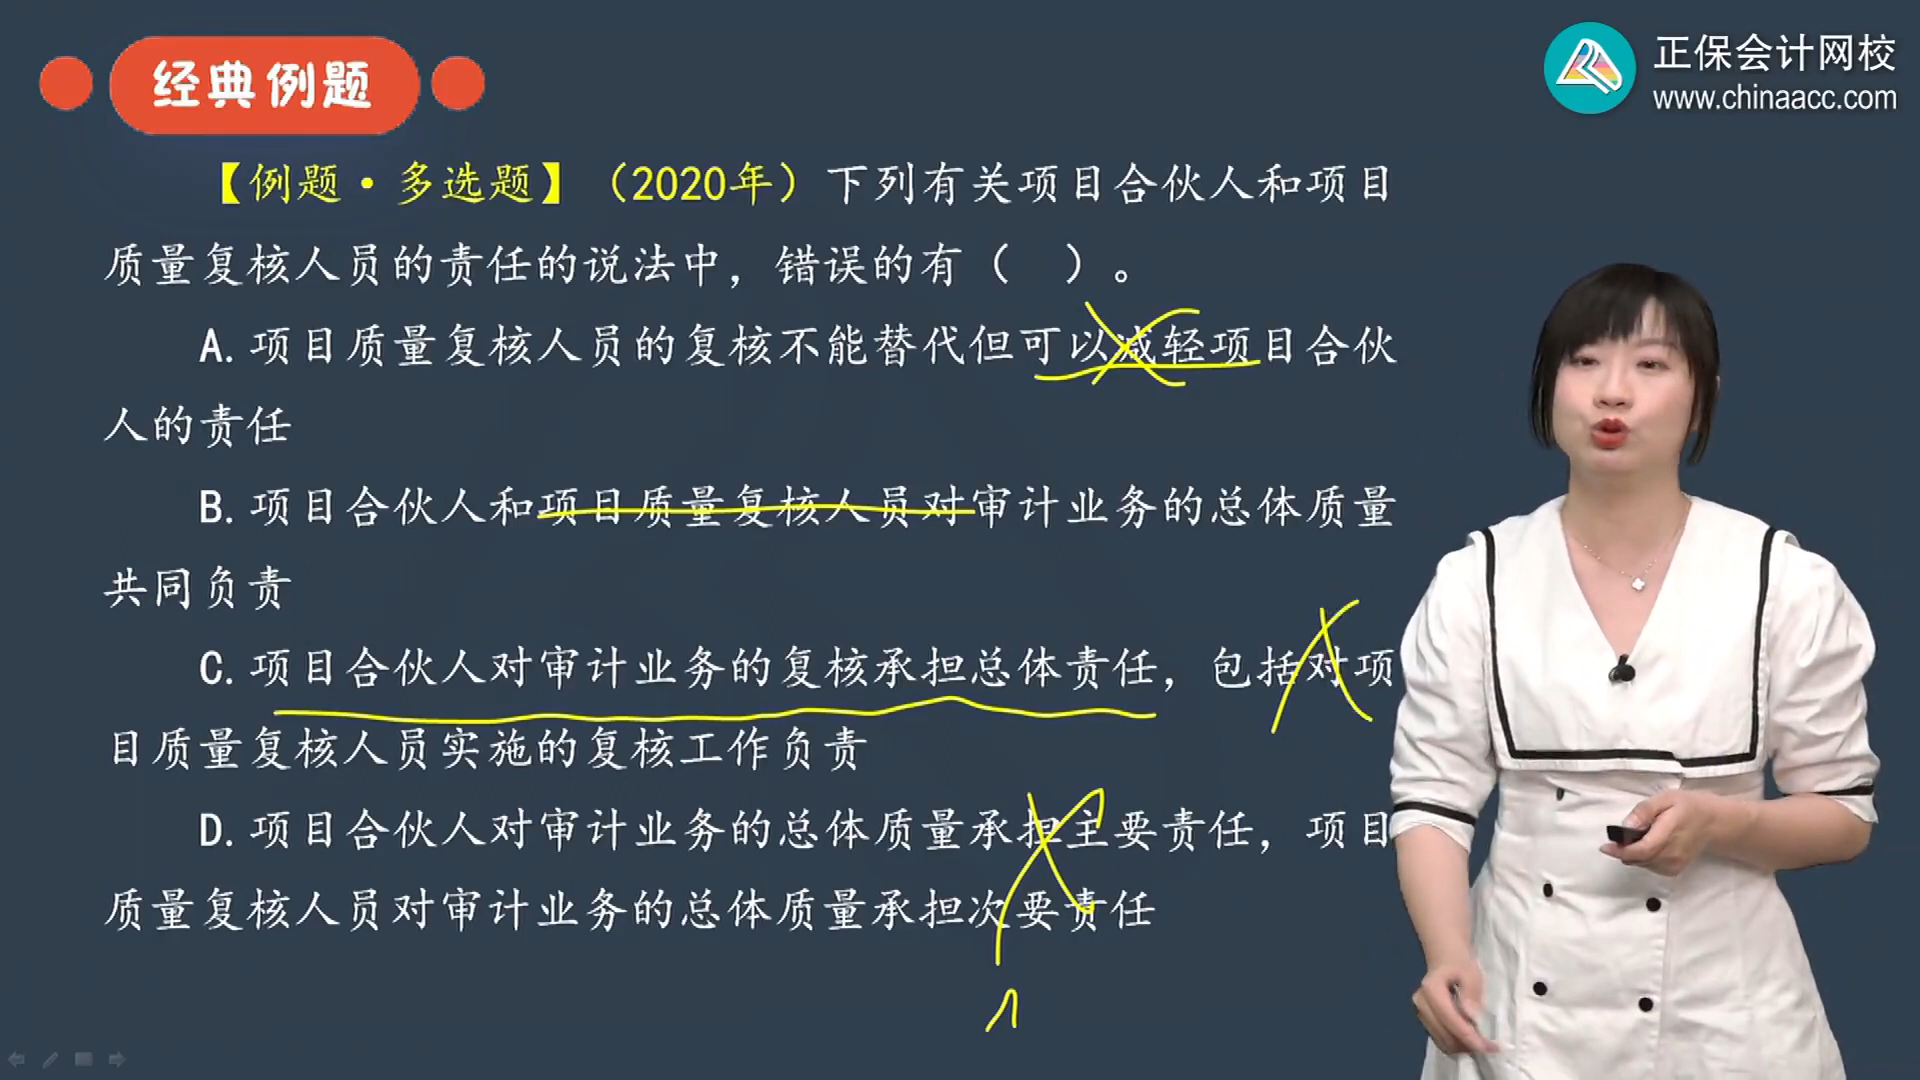 经典例题
正保会计网校
www.chinaacc.com
【例题·多选题】（2020年）下列有关项目合伙人和项目
质量复核人员的责任的说法中，错误的有（　）。
A.项目质量复核人员的复核不能替代但可以减轻项目合伙
人的责任
B.项目合伙人和项目质量复核人员对审计业务的总体质量
共同负责
C.项目合伙人对审计业务的复核承担总体责任，包括对项
目质量复核人员实施的复核工作负责
D.项目合伙人对审计业务的总体质量承担主要责任，项目
质量复核人员对审计业务的总体质量承担次要责任